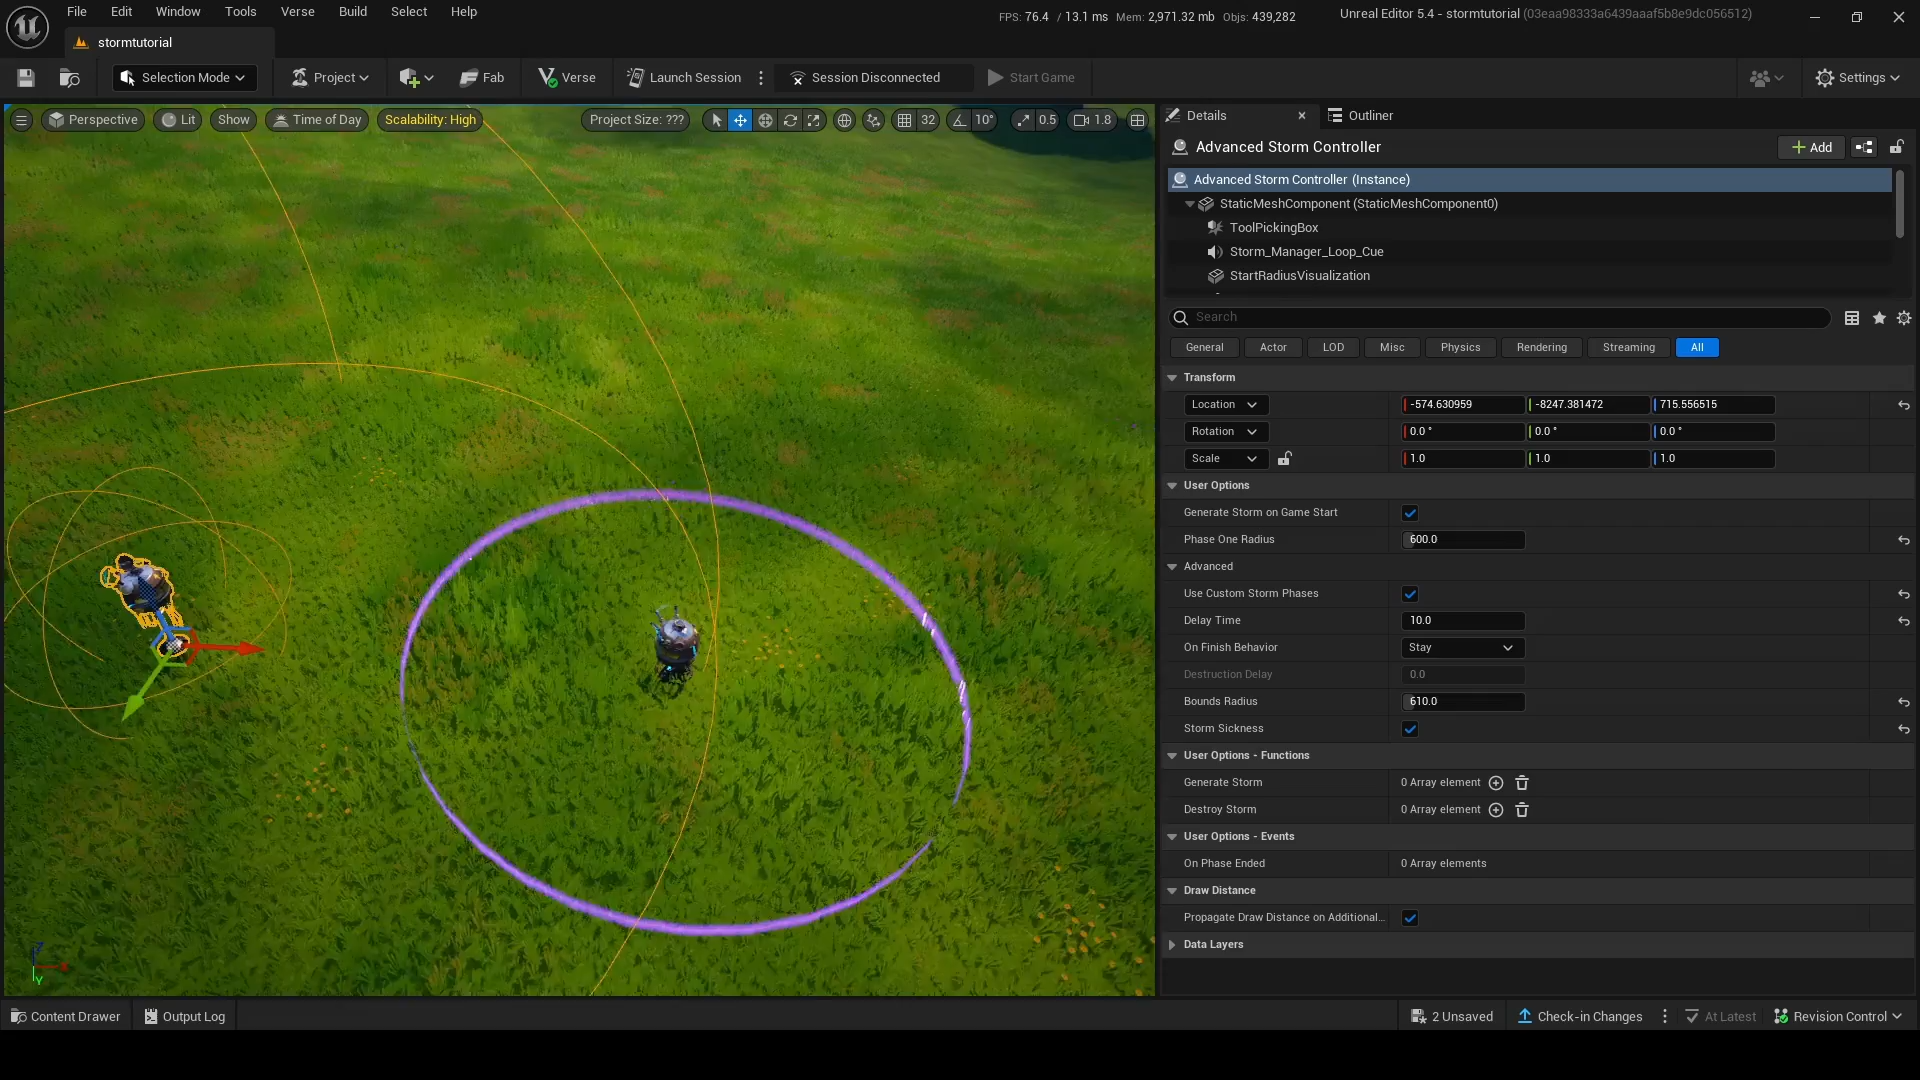 File Edit Window Tools Verse Build Select Help
FPS: 76.4 / 13.1 ms Mem: 2,971.32 mb Objs: 439,282
Unreal Editor 5.4 - stormtutorial (03eaa98333a6439aaaf5b8e9dc056512)
stormtutorial
Selection Mode Project Fab Verse Launch Session Session Disconnected Start Game Settings
Perspective Lit Show Time of Day Scalability: High Project Size: ??? 32 10° 0.5 1.8
Details Outliner
Advanced Storm Controller Add
Advanced Storm Controller (Instance)
StaticMeshComponent (StaticMeshComponent0)
ToolPickingBox
Storm_Manager_Loop_Cue
StartRadiusVisualization
Search
General Actor LOD Misc Physics Rendering Streaming All
Transform
Location -574.630959 -8247.381472 715.556515
Rotation 0.0 ° 0.0 ° 0.0 °
Scale 1.0 1.0 1.0
User Options
Generate Storm on Game Start
Phase One Radius 600.0
Advanced
Use Custom Storm Phases
Delay Time 10.0
On Finish Behavior Stay
Destruction Delay 0.0
Bounds Radius 610.0
Storm Sickness
User Options - Functions
Generate Storm 0 Array element
Destroy Storm 0 Array element
User Options - Events
On Phase Ended 0 Array elements
Draw Distance
Propagate Draw Distance on Additional...
Data Layers
Z
Y
Content Drawer Output Log 2 Unsaved Check-in Changes At Latest Revision Control